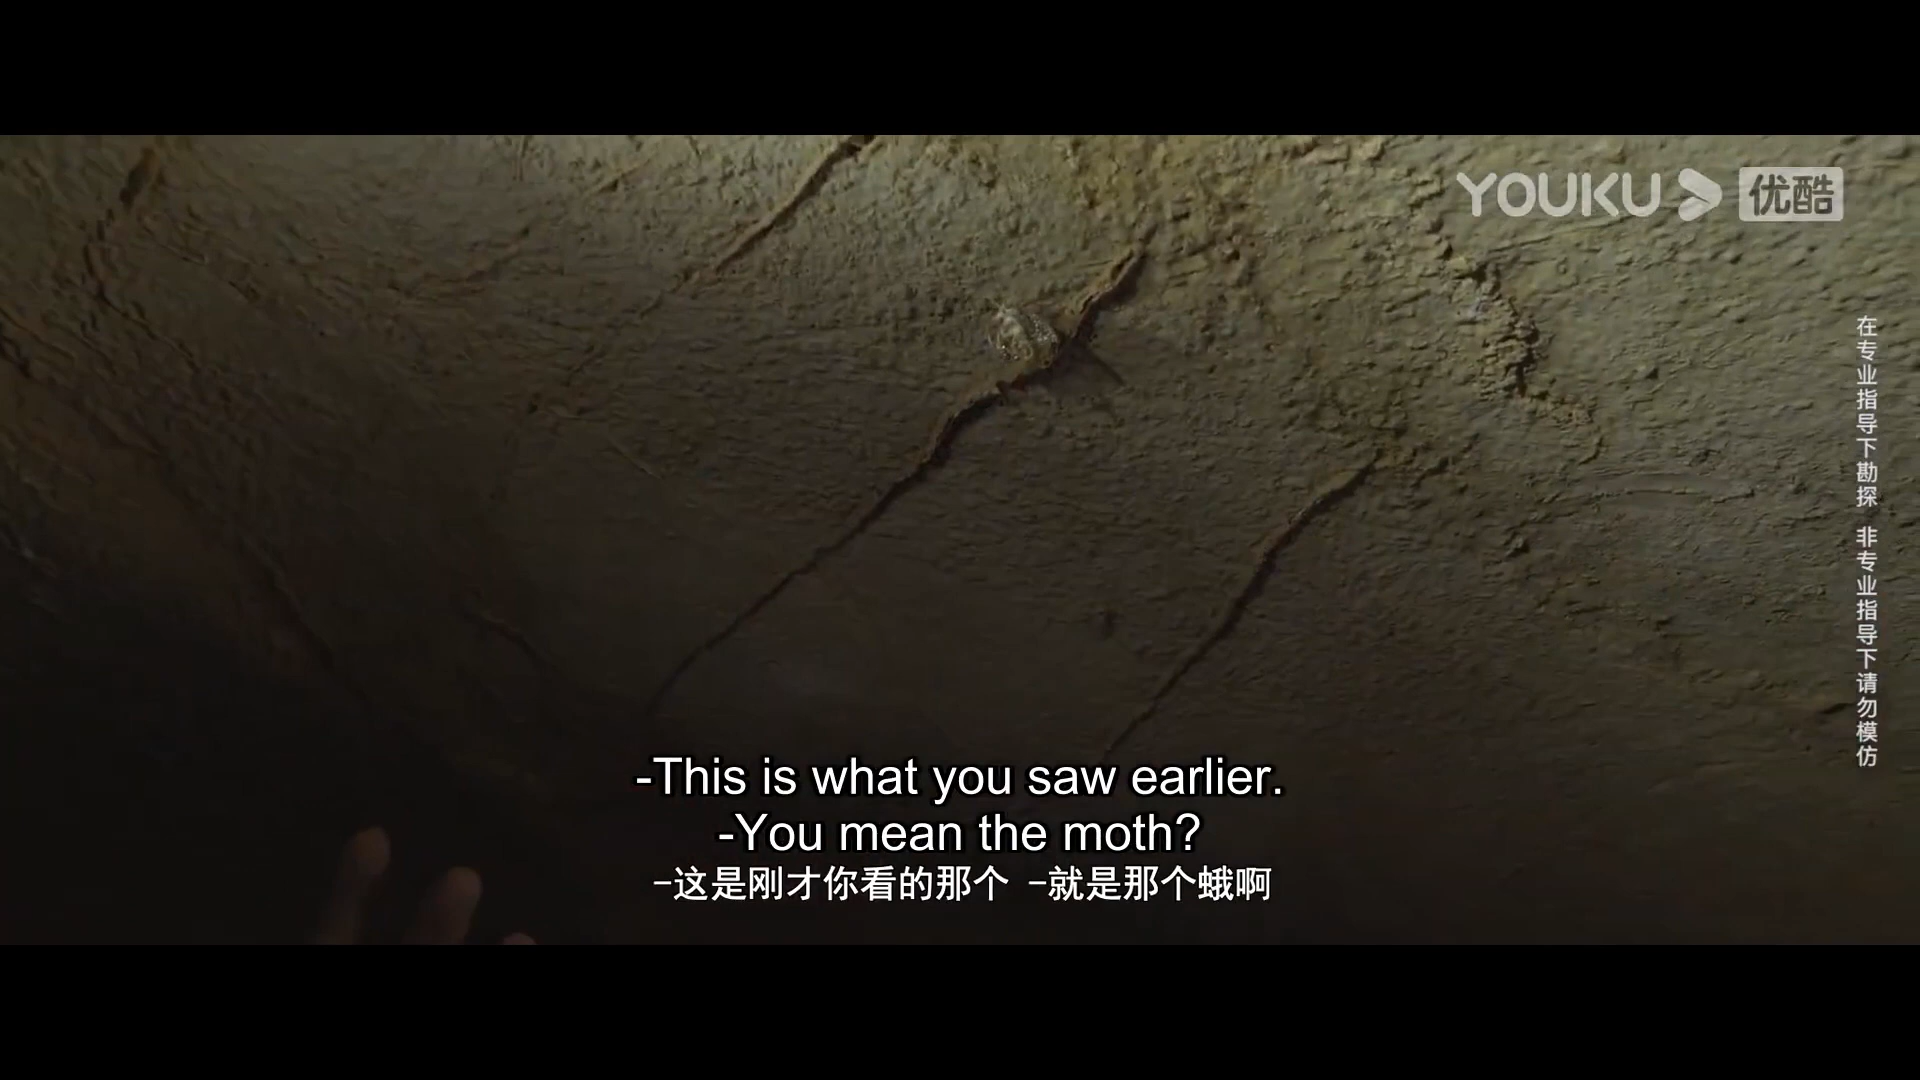 YOUKU 优酷
在专业指导下勘探 非专业指导下请勿模仿
-This is what you saw earlier.
-You mean the moth?
-这是刚才你看的那个 -就是那个蛾啊